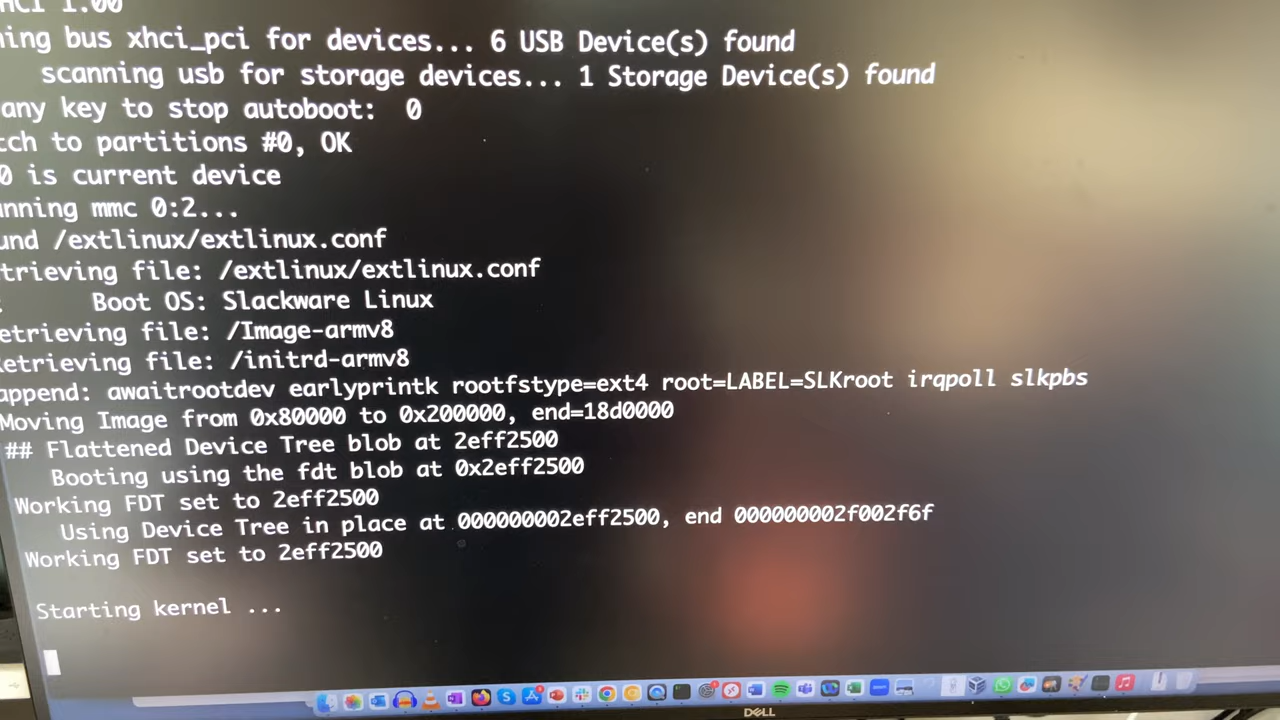 HCI 1.00
ning bus xhci_pci for devices... 6 USB Device(s) found
scanning usb for storage devices... 1 Storage Device(s) found
any key to stop autoboot: 0
tch to partitions #0, OK
0 is current device
nning mmc 0:2...
und /extlinux/extlinux.conf
trieving file: /extlinux/extlinux.conf
: Boot OS: Slackware Linux
etrieving file: /Image-armv8
Retrieving file: /initrd-armv8
append: awaitrootdev earlyprintk rootfstype=ext4 root=LABEL=SLKroot irqpoll slkpbs
Moving Image from 0x80000 to 0x200000, end=18d0000
## Flattened Device Tree blob at 2eff2500
Booting using the fdt blob at 0x2eff2500
Working FDT set to 2eff2500
Using Device Tree in place at 000000002eff2500, end 000000002f002f6f
Working FDT set to 2eff2500
Starting kernel ...
DELL